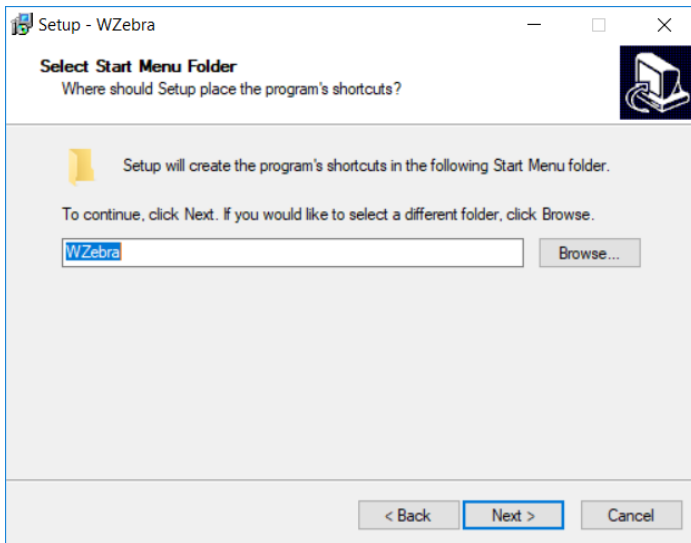 Setup - WZebra
Select Start Menu Folder
Where should Setup place the program's shortcuts?
Setup will create the program's shortcuts in the following Start Menu folder.
To continue, click Next. If you would like to select a different folder, click Browse.
WZebra
Browse...
< Back
Next >
Cancel